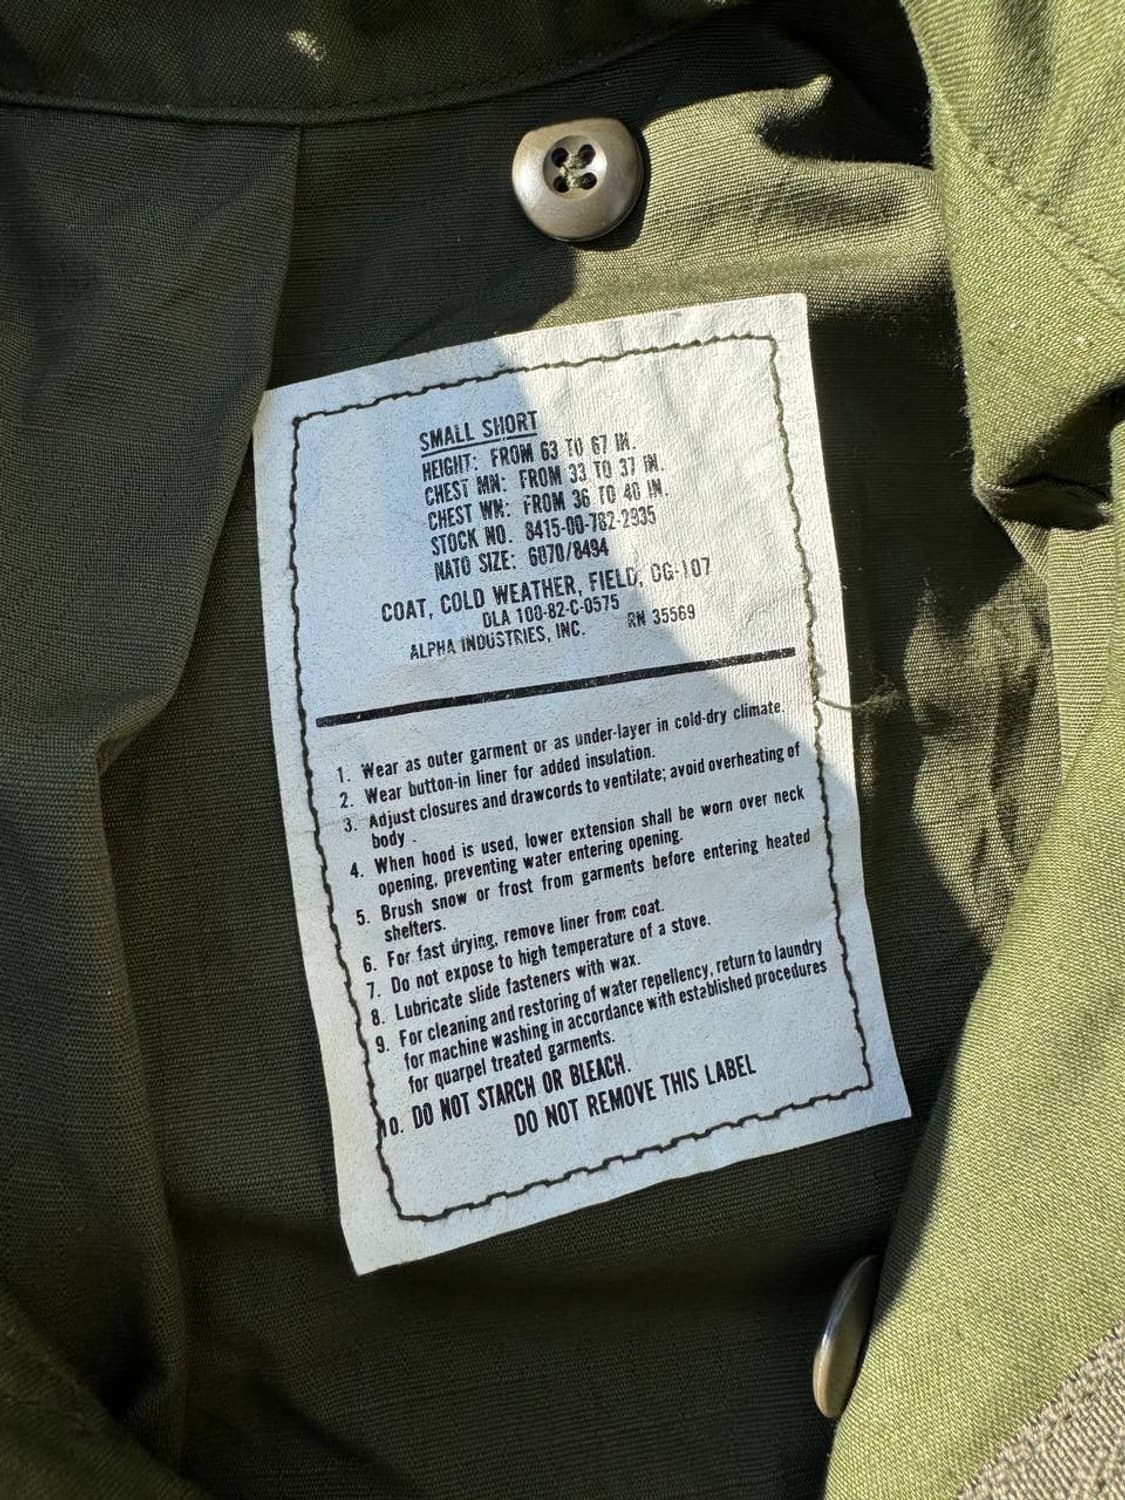 SMALL SHORT
HEIGHT: FROM 63 TO 67 IN.
CHEST MN: FROM 33 TO 37 IN.
CHEST WN: FROM 36 TO 40 IN.
STOCK NO. 8415-00-782-2935
NATO SIZE: 6070/8494
COAT, COLD WEATHER, FIELD, OG-107
DLA 100-82-C-0575
ALPHA INDUSTRIES, INC. RN 35569
1. Wear as outer garment or as under-layer in cold-dry climate.
2. Wear button-in liner for added insulation.
3. Adjust closures and drawcords to ventilate; avoid overheating of
body .
4. When hood is used, lower extension shall be worn over neck
opening, preventing water entering opening.
5. Brush snow or frost from garments before entering heated
shelters.
6. For fast drying, remove liner from coat.
7. Do not expose to high temperature of a stove.
8. Lubricate slide fasteners with wax.
9. For cleaning and restoring of water repellency, return to laundry
for machine washing in accordance with established procedures
for quarpel treated garments.
10. DO NOT STARCH OR BLEACH.
DO NOT REMOVE THIS LABEL